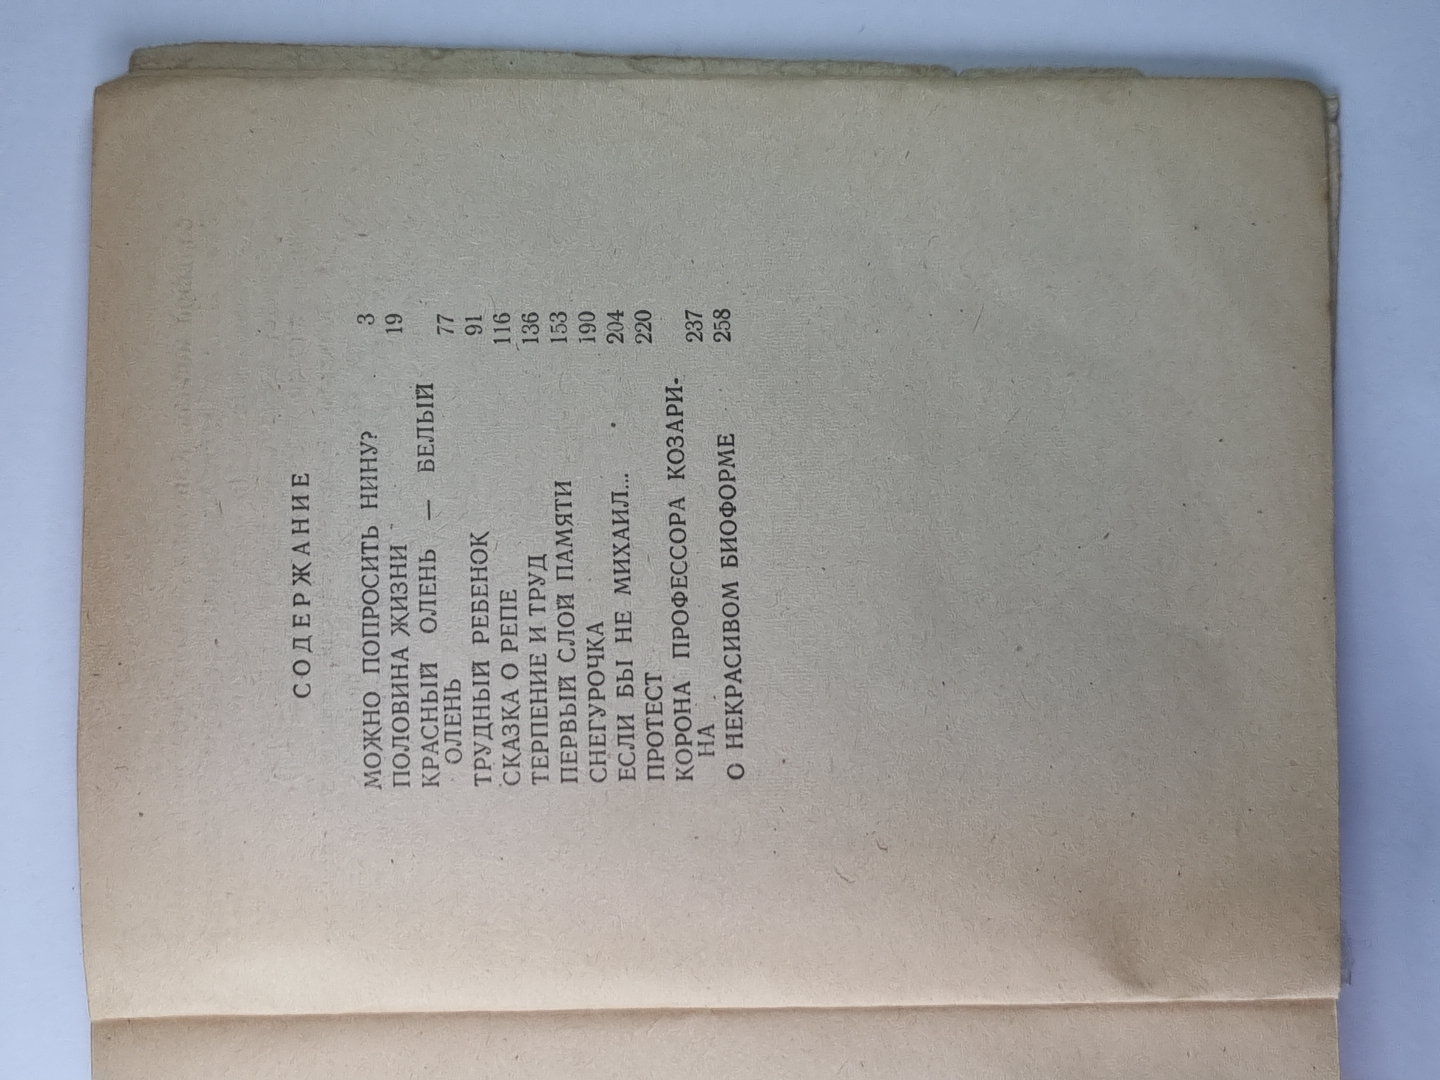 СОДЕРЖАНИЕ
МОЖНО ПОПРОСИТЬ НИНУ? 3
ПОЛОВИНА ЖИЗНИ 19
КРАСНЫЙ ОЛЕНЬ — БЕЛЫЙ
ОЛЕНЬ 77
ТРУДНЫЙ РЕБЕНОК 91
СКАЗКА О РЕПЕ 116
ТЕРПЕНИЕ И ТРУД 136
ПЕРВЫЙ СЛОЙ ПАМЯТИ 153
СНЕГУРОЧКА 190
ЕСЛИ БЫ НЕ МИХАИЛ... 204
ПРОТЕСТ 220
КОРОНА ПРОФЕССОРА КОЗАРИ-
НА 237
О НЕКРАСИВОМ БИОФОРМЕ 258